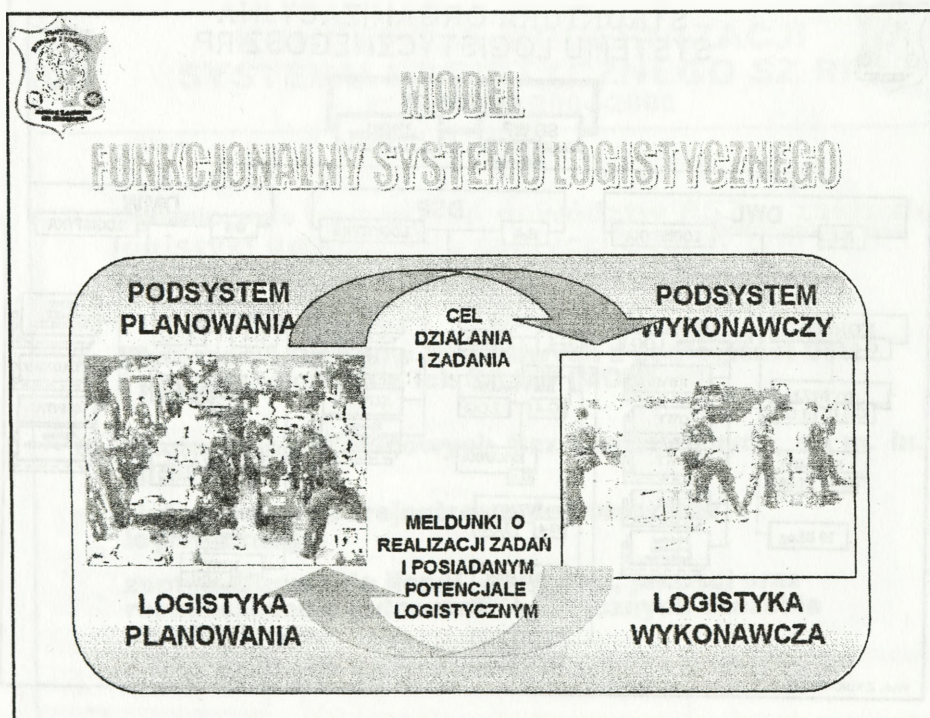 MODEL
FUNKCJONALNY SYSTEMU LOGISTYCZNEGO
PODSYSTEM
PLANOWANIA
CEL
DZIAŁANIA
I ZADANIA
PODSYSTEM
WYKONAWCZY
MELDUNKI O
REALIZACJI ZADAŃ
I POSIADANYM
POTENCJALE
LOGISTYCZNYM
LOGISTYKA
PLANOWANIA
LOGISTYKA
WYKONAWCZA